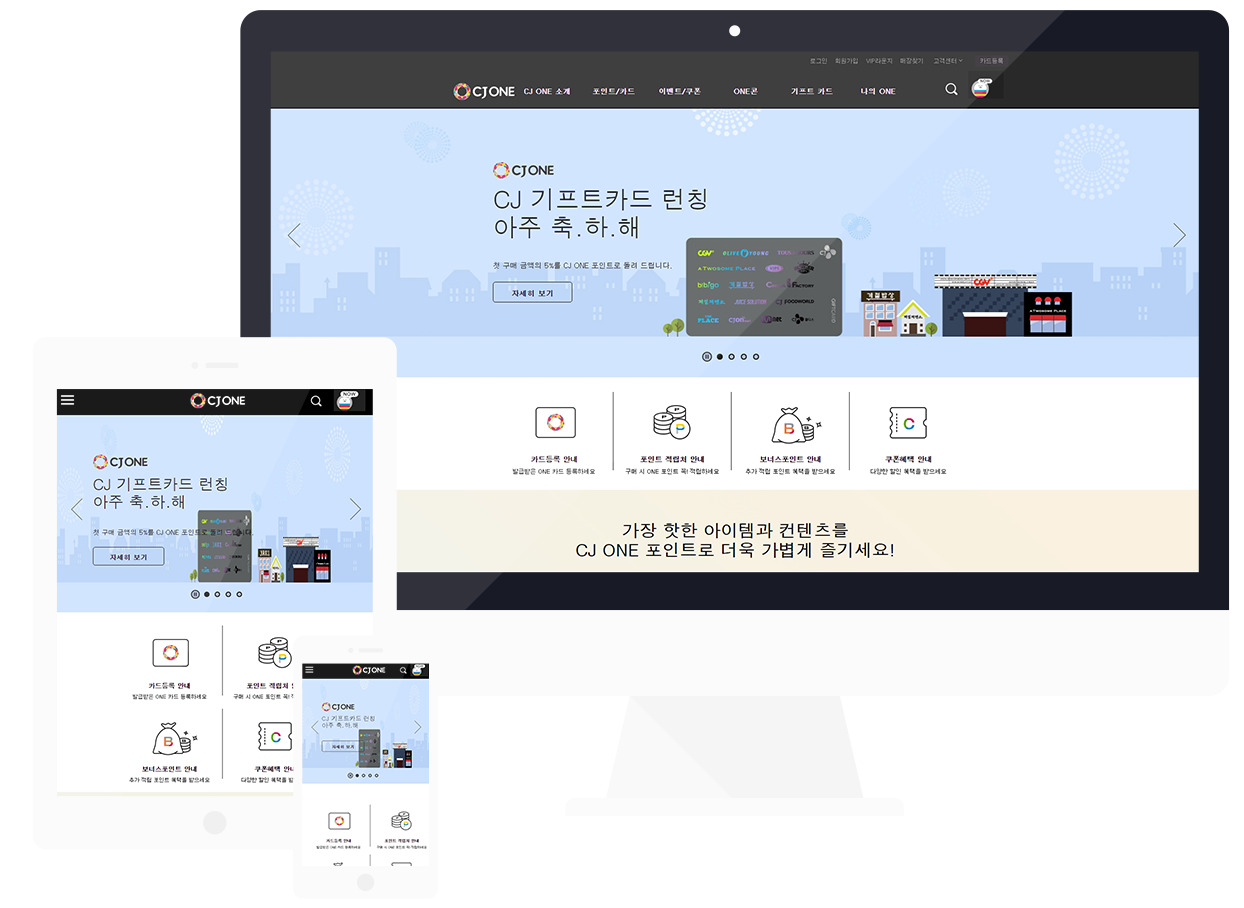 로그인 회원가입 VIP라운지 매장찾기 고객센터 카드등록
CJ ONE CJ ONE 소개 포인트/카드 이벤트/쿠폰 ONE콘 기프트 카드 나의 ONE
NOW
CJ ONE
CJ 기프트카드 런칭
아주 축.하.해
첫 구매 금액의 5%를 CJ ONE 포인트로 돌려 드립니다.
자세히 보기
CGV OLIVE YOUNG
A TWOSOME PLACE
bibigo 계절밥상
제일제면소 CJ FOODWORLD
PLACE
GIFT CARD
계절밥상
제일제면소
CGV
A TWOSOME PLACE
카드등록 안내
발급받은 ONE 카드 등록하세요
포인트 적립처 안내
구매 시 ONE 포인트 꼭! 적립하세요
B
보너스포인트 안내
추가 적립 포인트 혜택을 받으세요
C
쿠폰혜택 안내
다양한 할인 혜택을 받으세요
가장 핫한 아이템과 컨텐츠를
CJ ONE 포인트로 더욱 가볍게 즐기세요!
CJ ONE
NOW
CJ ONE
CJ 기프트카드 런칭
아주 축.하.해
첫 구매 금액의 5%를 CJ ONE 포인트로 돌려 드립니다.
자세히 보기
카드등록 안내
발급받은 ONE 카드 등록하세요
포인트 적립처
구매 시 ONE 포인트 꼭!
B
보너스포인트 안내
추가 적립 포인트 혜택을 받으세요
C
쿠폰혜택 안내
다양한 할인 혜택을
CJ ONE
CJ ONE
CJ 기프트카드 런칭
아주 축.하.해
자세히 보기
카드등록 안내
발급받은 ONE 카드 등록하세요
포인트 적립처 안내
구매 시 ONE 포인트 꼭! 적립하세요